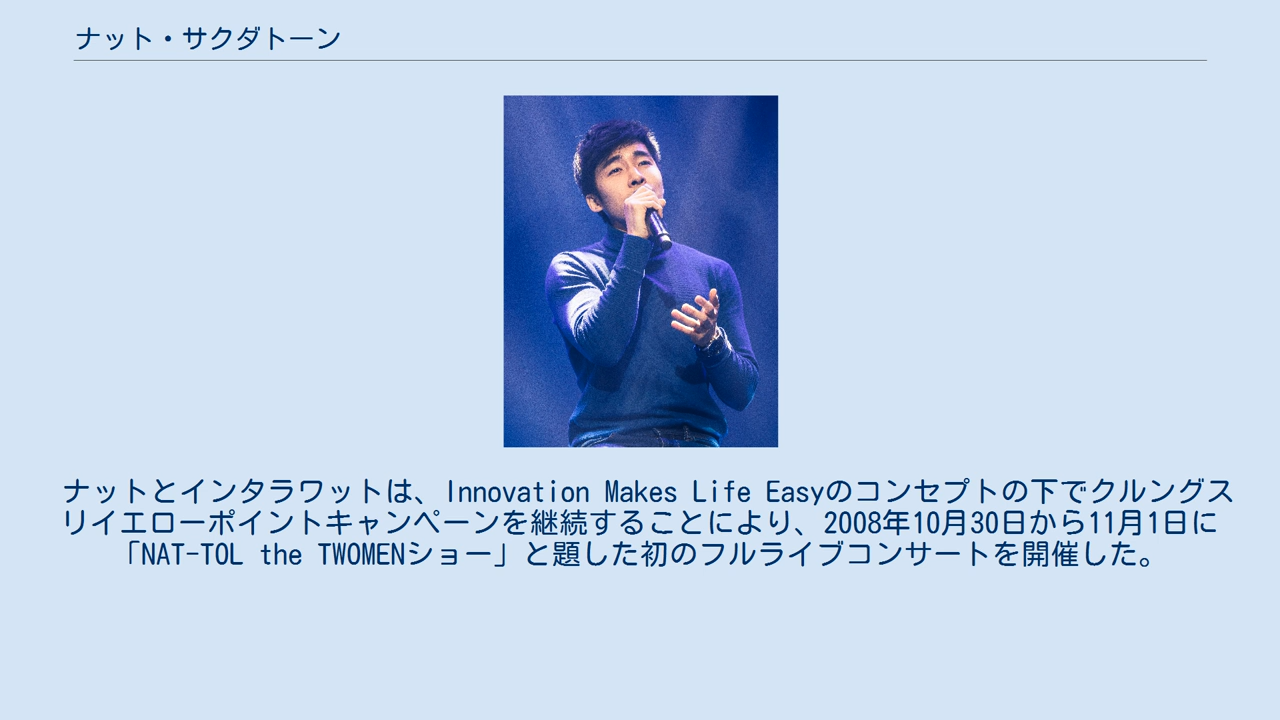 ナット・サクダトーン
ナットとインタラワットは、Innovation Makes Life Easyのコンセプトの下でクルングス
リイエローポイントキャンペーンを継続することにより、2008年10月30日から11月1日に
「NAT-TOL the TWOMENショー」と題した初のフルライブコンサートを開催した。